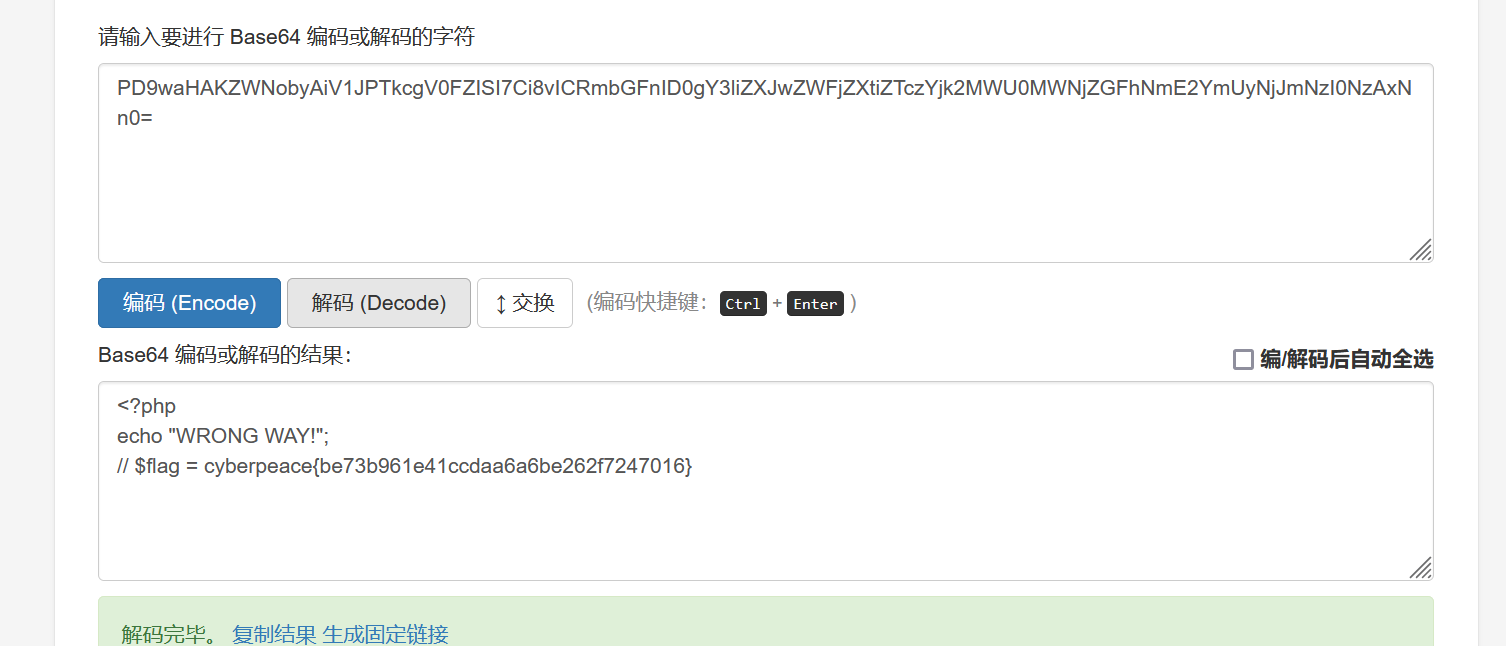 请输入要进行 Base64 编码或解码的字符
PD9waHAKZWNobyAiV1JPTkcgV0FZISI7Ci8vICRmbGFnID0gY3liZXJwZWFjZXtiZTczYjk2MWU0MWNjZGFhNmE2YmUyNjJmNzI0NzAxN
n0=
编码 (Encode) 解码 (Decode) ↕ 交换 (编码快捷键： Ctrl + Enter )
Base64 编码或解码的结果： 编/解码后自动全选
<?php
echo "WRONG WAY!";
// $flag = cyberpeace{be73b961e41ccdaa6a6be262f7247016}
解码完毕。 复制结果 生成固定链接